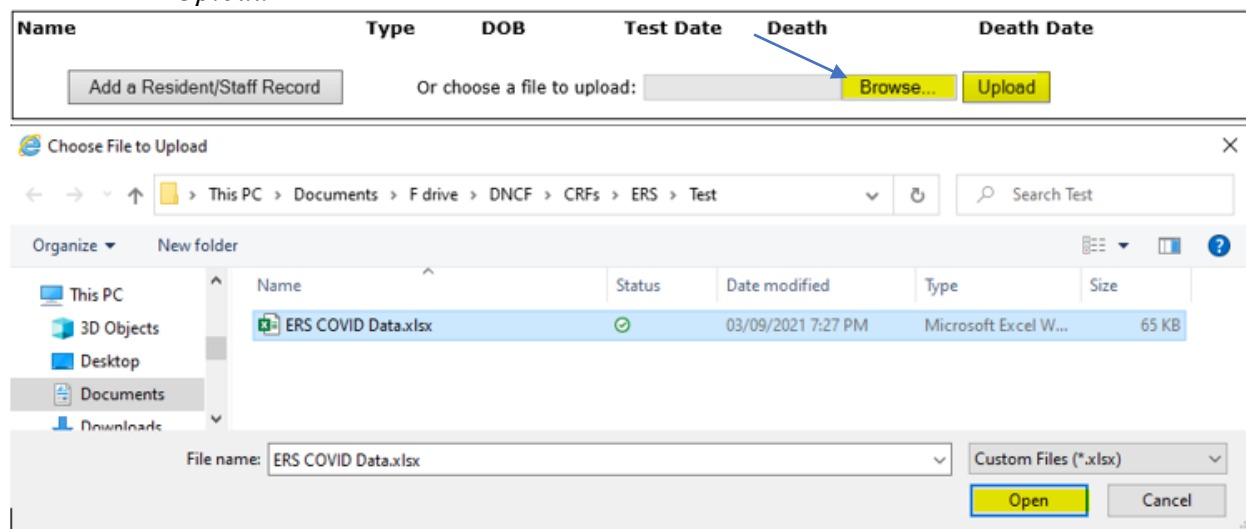 Upload.
Name Type DOB Test Date Death Death Date
Add a Resident/Staff Record Or choose a file to upload: Browse... Upload
Choose File to Upload
This PC > Documents > F drive > DNCF > CRFs > ERS > Test Search Test
Organize New folder
This PC Name Status Date modified Type Size
3D Objects ERS COVID Data.xlsx 03/09/2021 7:27 PM Microsoft Excel W... 65 KB
Desktop
Documents
Downloads
File name: ERS COVID Data.xlsx Custom Files (*.xlsx)
Open Cancel